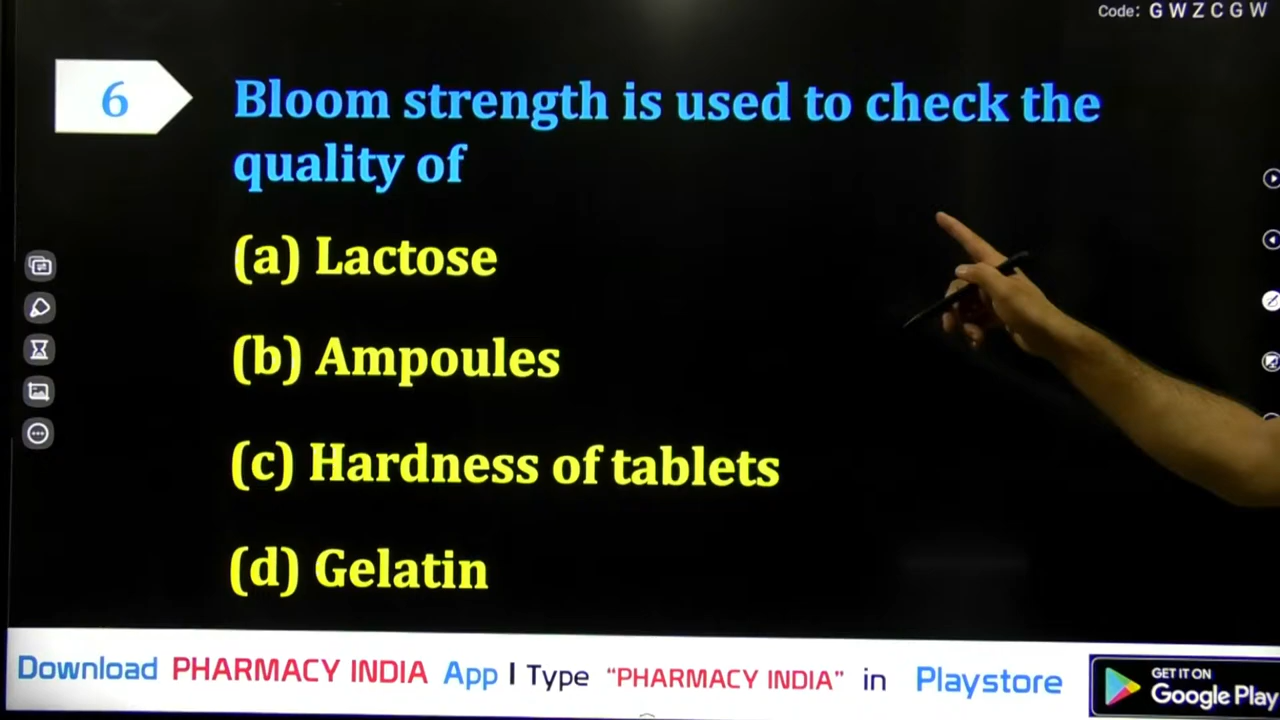 Code: G W Z C G W
6
Bloom strength is used to check the
quality of
(a) Lactose
(b) Ampoules
(c) Hardness of tablets
(d) Gelatin
Download PHARMACY INDIA App | Type “PHARMACY INDIA” in Playstore
GET IT ON
Google Play